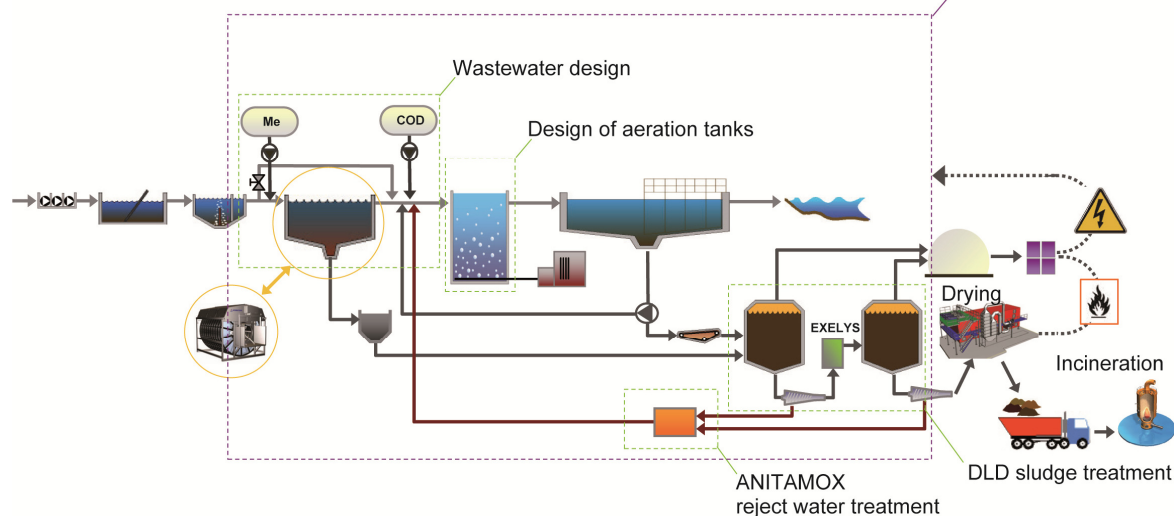 Wastewater design
Me
COD
Design of aeration tanks
Drying
EXELYS
Incineration
DLD sludge treatment
ANITAMOX
reject water treatment